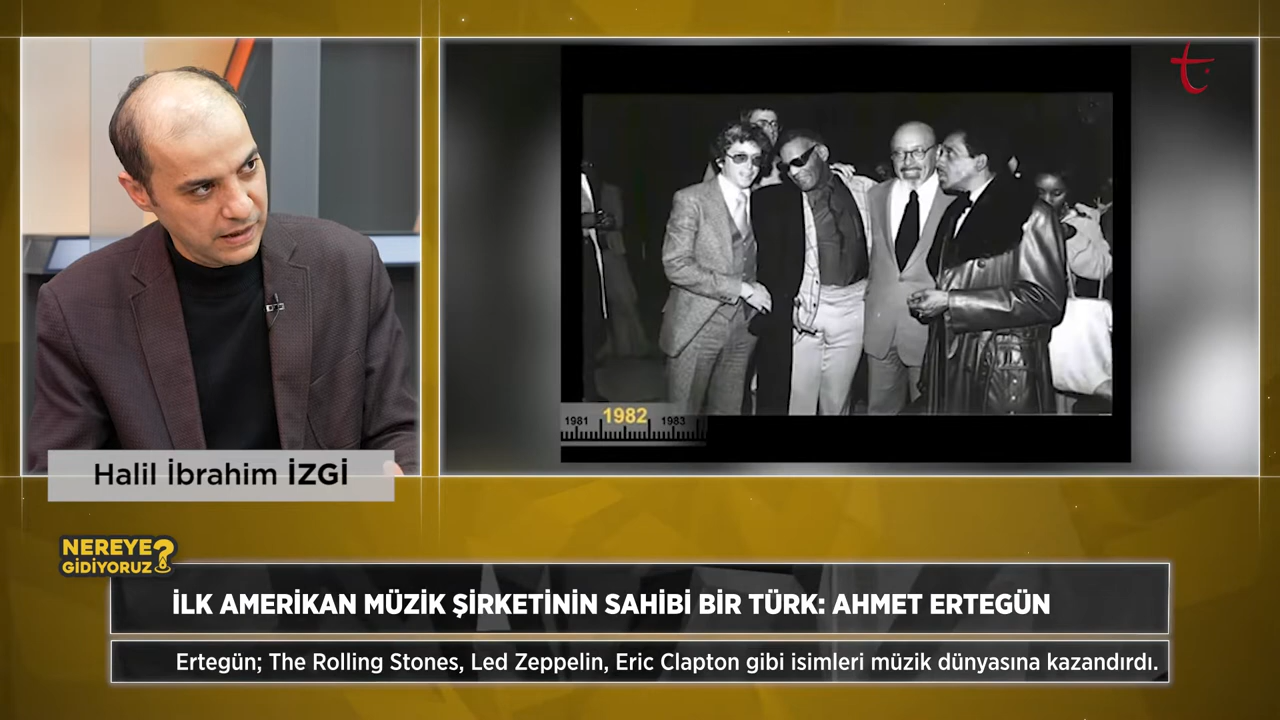 1981 1982 1983
Halil İbrahim İZGİ
NEREYE
GİDİYORUZ?
İLK AMERİKAN MÜZİK ŞİRKETİNİN SAHİBİ BİR TÜRK: AHMET ERTEGÜN
Ertegün; The Rolling Stones, Led Zeppelin, Eric Clapton gibi isimleri müzik dünyasına kazandırdı.